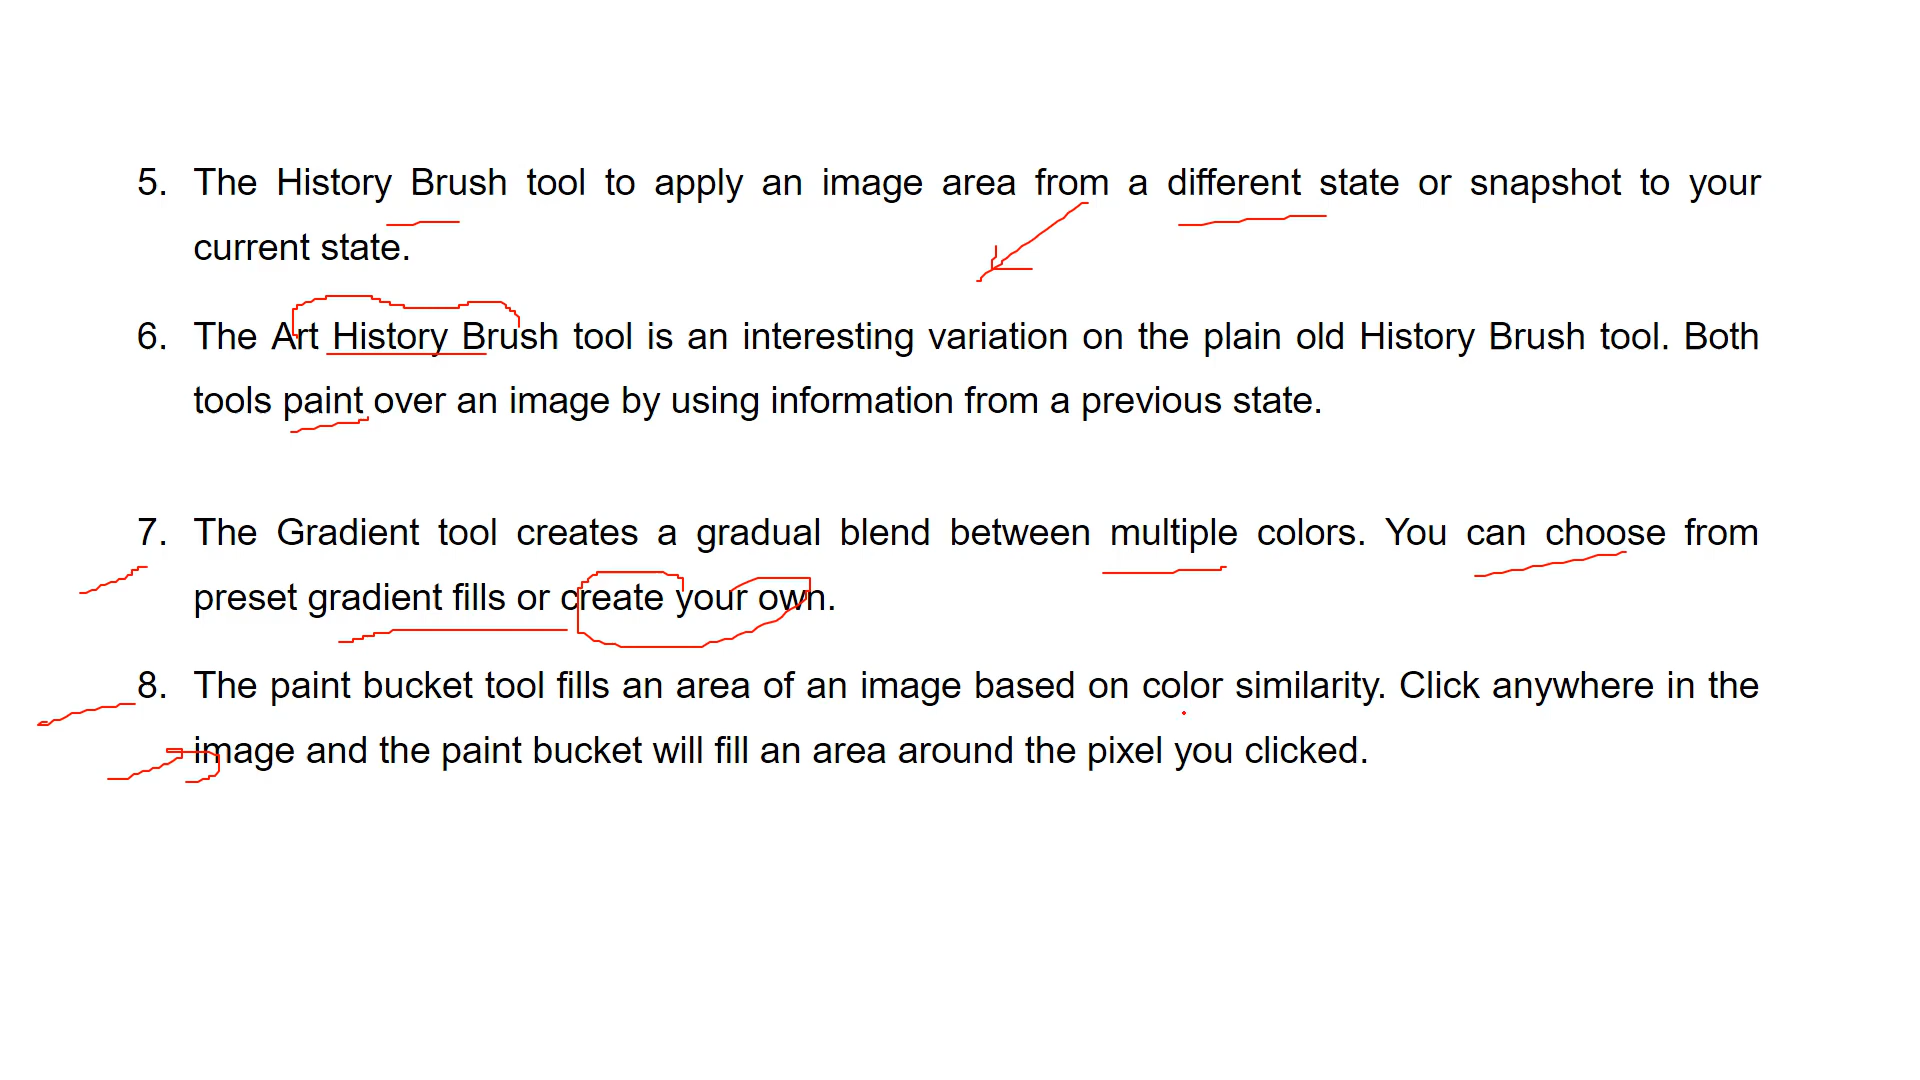 5. The History Brush tool to apply an image area from a different state or snapshot to your
current state.
6. The Art History Brush tool is an interesting variation on the plain old History Brush tool. Both
tools paint over an image by using information from a previous state.
7. The Gradient tool creates a gradual blend between multiple colors. You can choose from
preset gradient fills or create your own.
8. The paint bucket tool fills an area of an image based on color similarity. Click anywhere in the
image and the paint bucket will fill an area around the pixel you clicked.